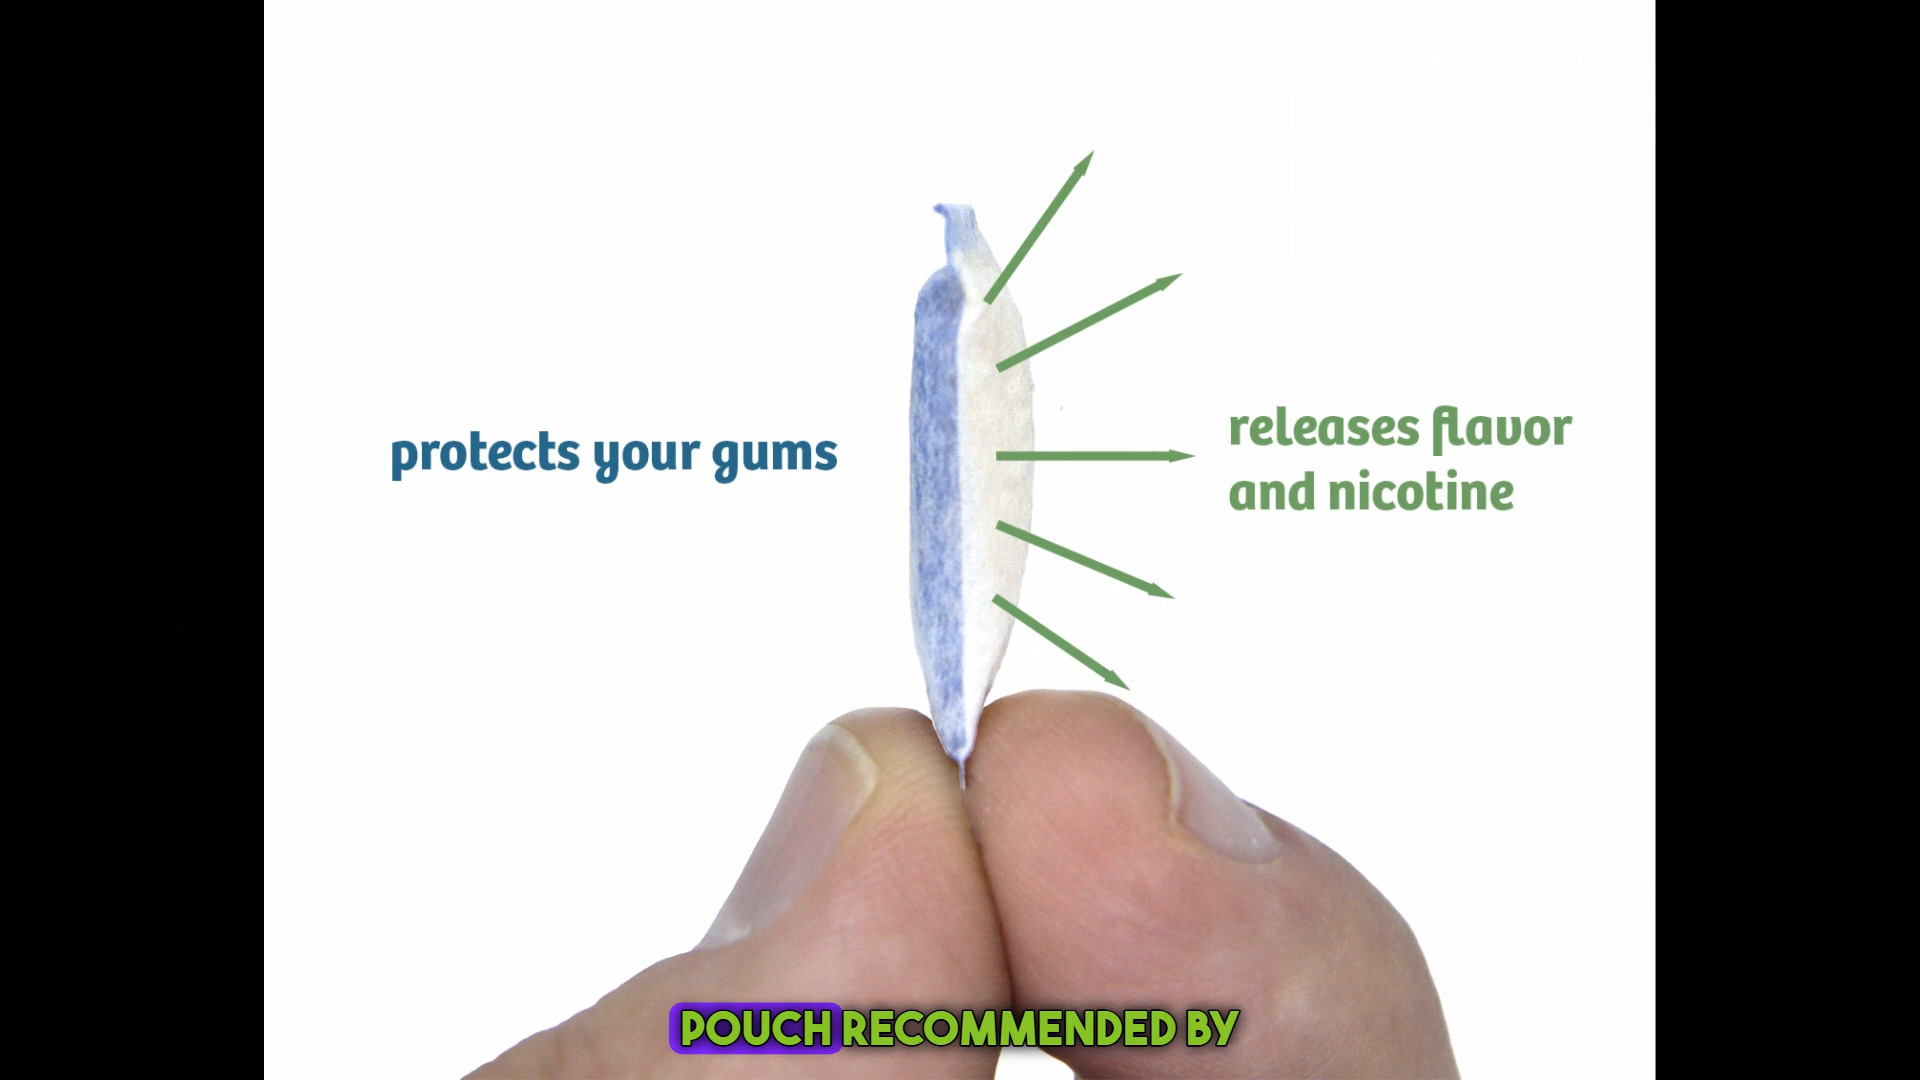 protects your gums
releases flavor
and nicotine
POUCH RECOMMENDED BY